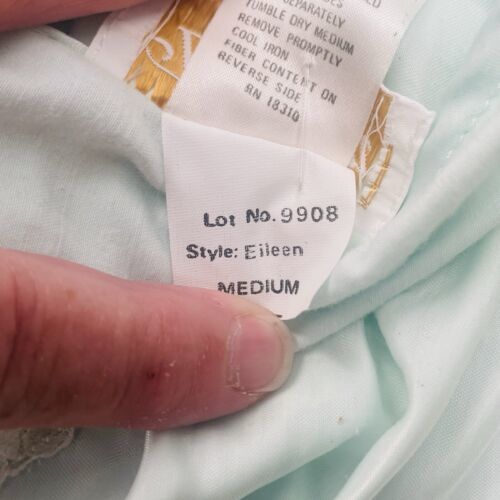 SEPARATELY
TUMBLE DRY MEDIUM
REMOVE PROMPTLY
COOL IRON
FIBER CONTENT ON
REVERSE SIDE
RN 18310
Lot No. 9908
Style: Eileen
MEDIUM